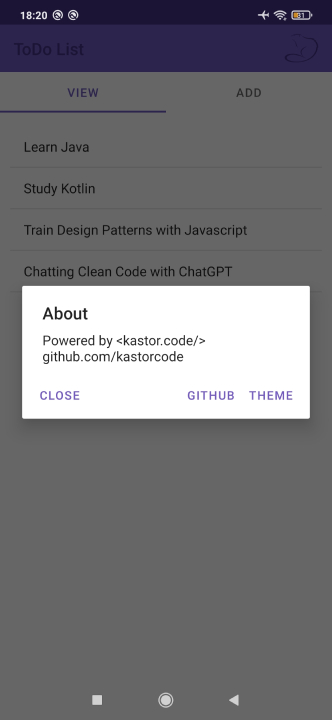 18:20
81
ToDo List
VIEW
ADD
Learn Java
Study Kotlin
Train Design Patterns with Javascript
Chatting Clean Code with ChatGPT
About
Powered by <kastor.code/>
github.com/kastorcode
CLOSE
GITHUB
THEME